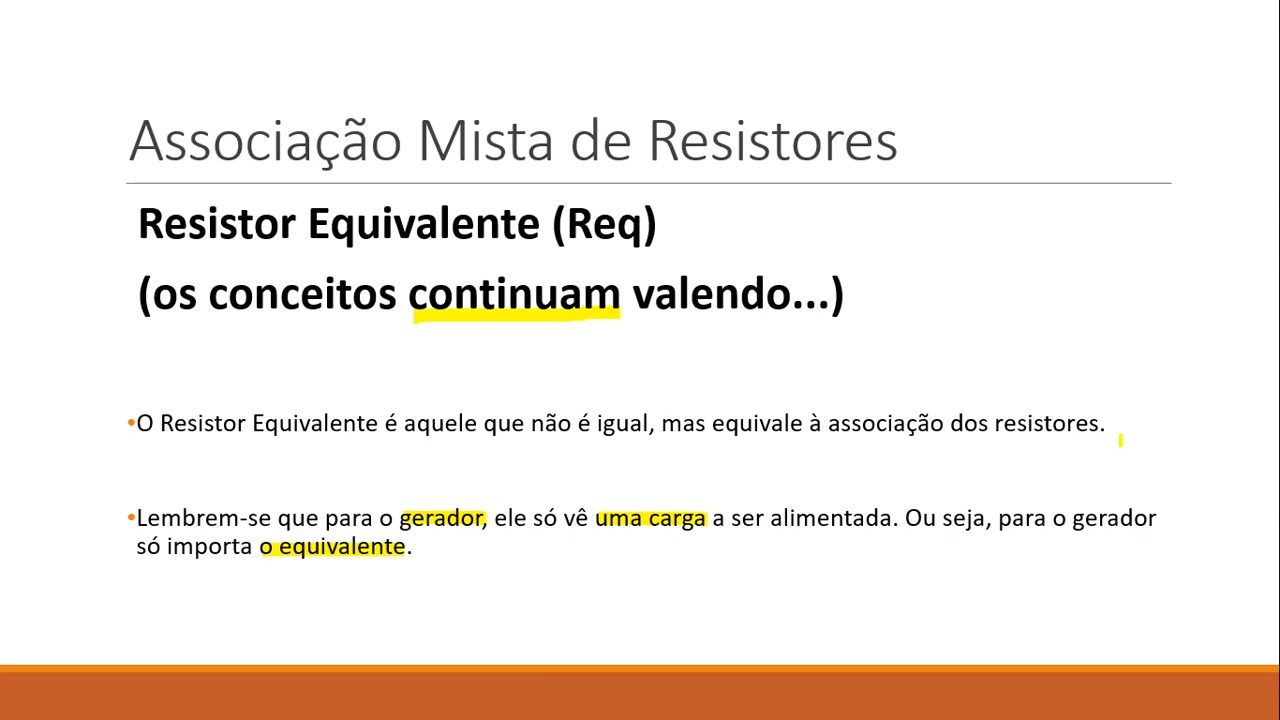 Associação Mista de Resistores
Resistor Equivalente (Req)
(os conceitos continuam valendo...)
•O Resistor Equivalente é aquele que não é igual, mas equivale à associação dos resistores.
•Lembrem-se que para o gerador, ele só vê uma carga a ser alimentada. Ou seja, para o gerador
só importa o equivalente.